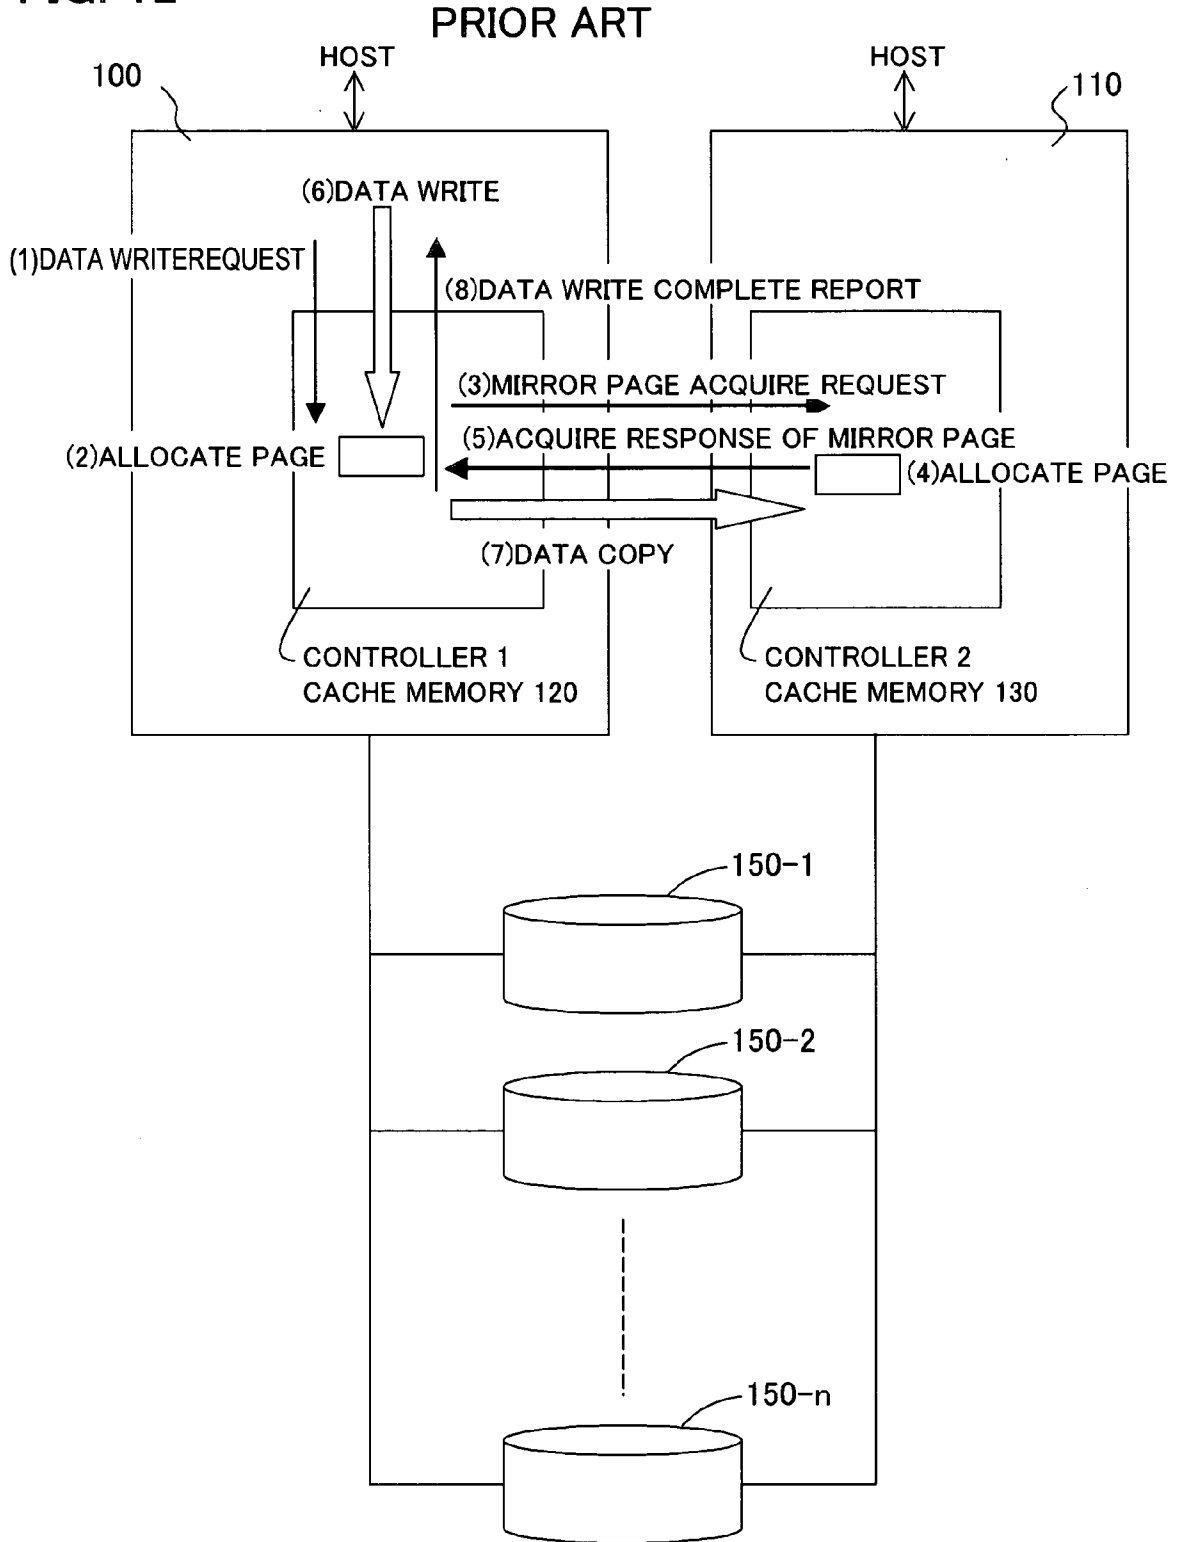 PRIOR ART
HOST
HOST
100
110
(6)DATA WRITE
(1)DATA WRITEREQUEST
(8)DATA WRITE COMPLETE REPORT
(3)MIRROR PAGE ACQUIRE REQUEST
(2)ALLOCATE PAGE
(5)ACQUIRE RESPONSE OF MIRROR PAGE
(4)ALLOCATE PAGE
(7)DATA COPY
CONTROLLER 1
CACHE MEMORY 120
CONTROLLER 2
CACHE MEMORY 130
150-1
150-2
150-n